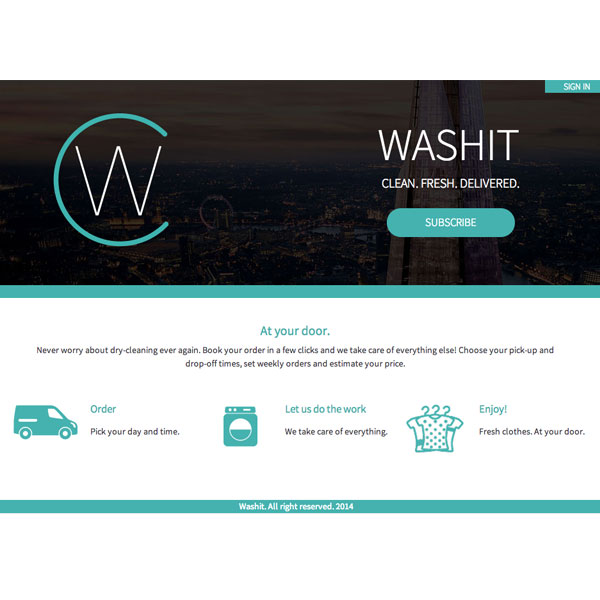 SIGN IN
W
WASHIT
CLEAN. FRESH. DELIVERED.
SUBSCRIBE
At your door.
Never worry about dry-cleaning ever again. Book your order in a few clicks and we take care of everything else! Choose your pick-up and
drop-off times, set weekly orders and estimate your price.
Order
Pick your day and time.
Let us do the work
We take care of everything.
Enjoy!
Fresh clothes. At your door.
Washit. All right reserved. 2014